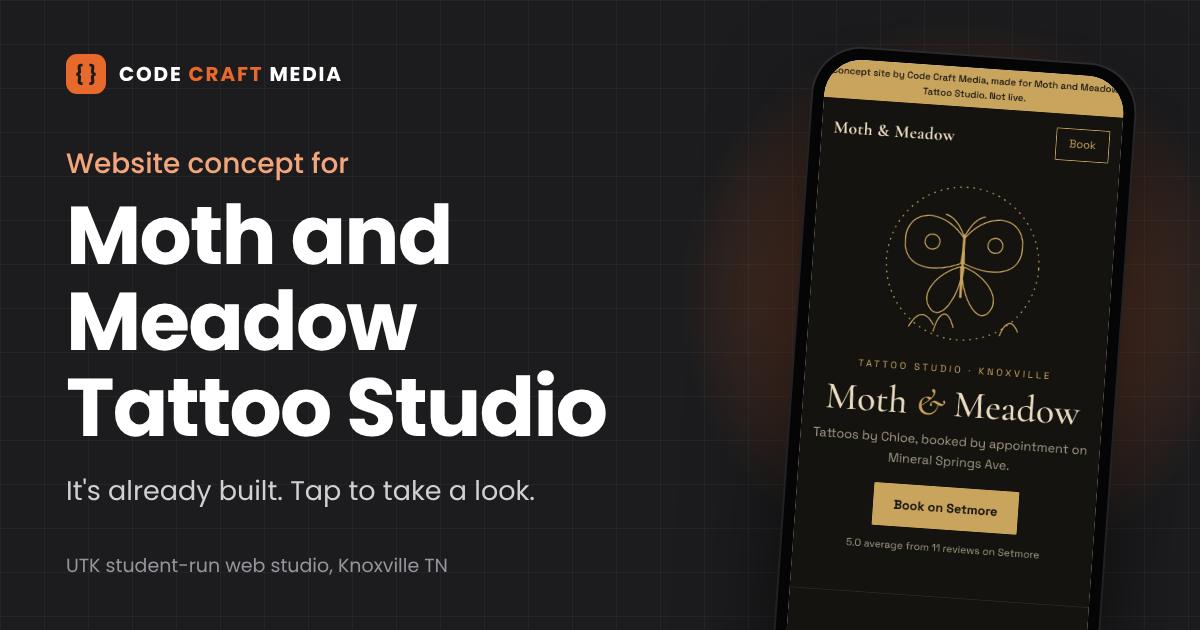 { } CODE CRAFT MEDIA
Website concept for
Moth and
Meadow
Tattoo Studio
It's already built. Tap to take a look.
UTK student-run web studio, Knoxville TN
Concept site by Code Craft Media, made for Moth and Meadow
Tattoo Studio. Not live.
Moth & Meadow
Book
TATTOO STUDIO · KNOXVILLE
Moth & Meadow
Tattoos by Chloe, booked by appointment on
Mineral Springs Ave.
Book on Setmore
5.0 average from 11 reviews on Setmore